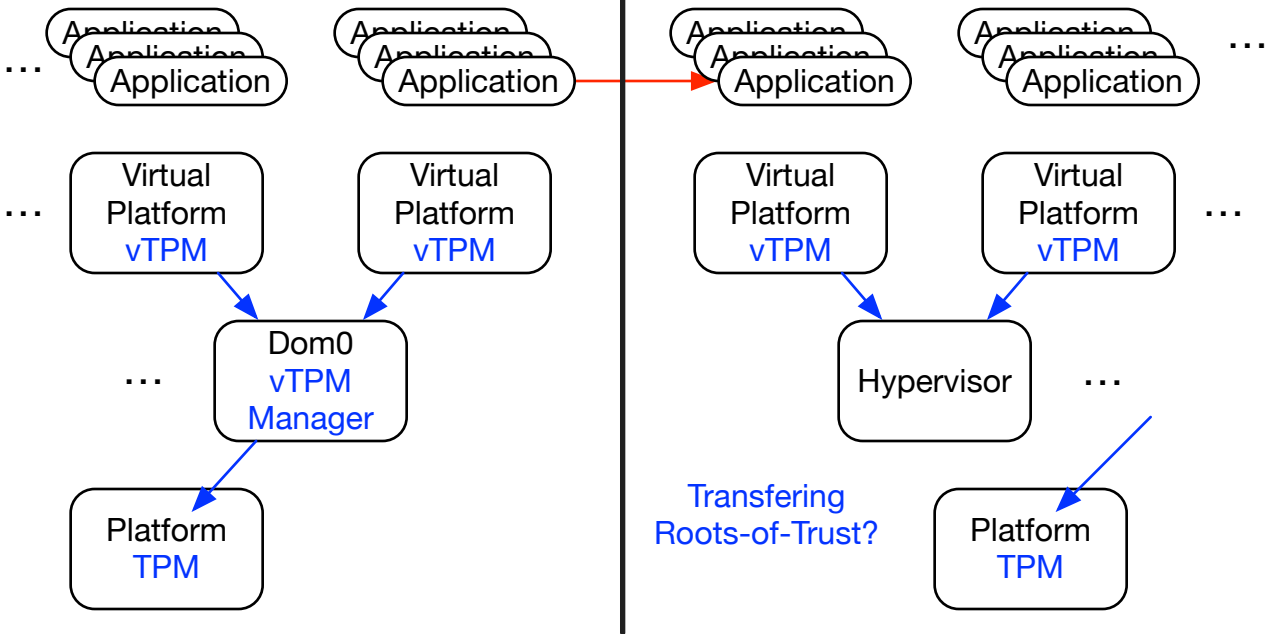 Application
Application
Application
Application
Application
Application
Application
Application
Application
Application
Application
Application
...
...
Virtual
Platform
vTPM
Virtual
Platform
vTPM
Virtual
Platform
vTPM
Virtual
Platform
vTPM
...
...
Dom0
vTPM
Manager
...
Hypervisor
...
Platform
TPM
Transfering
Roots-of-Trust?
Platform
TPM